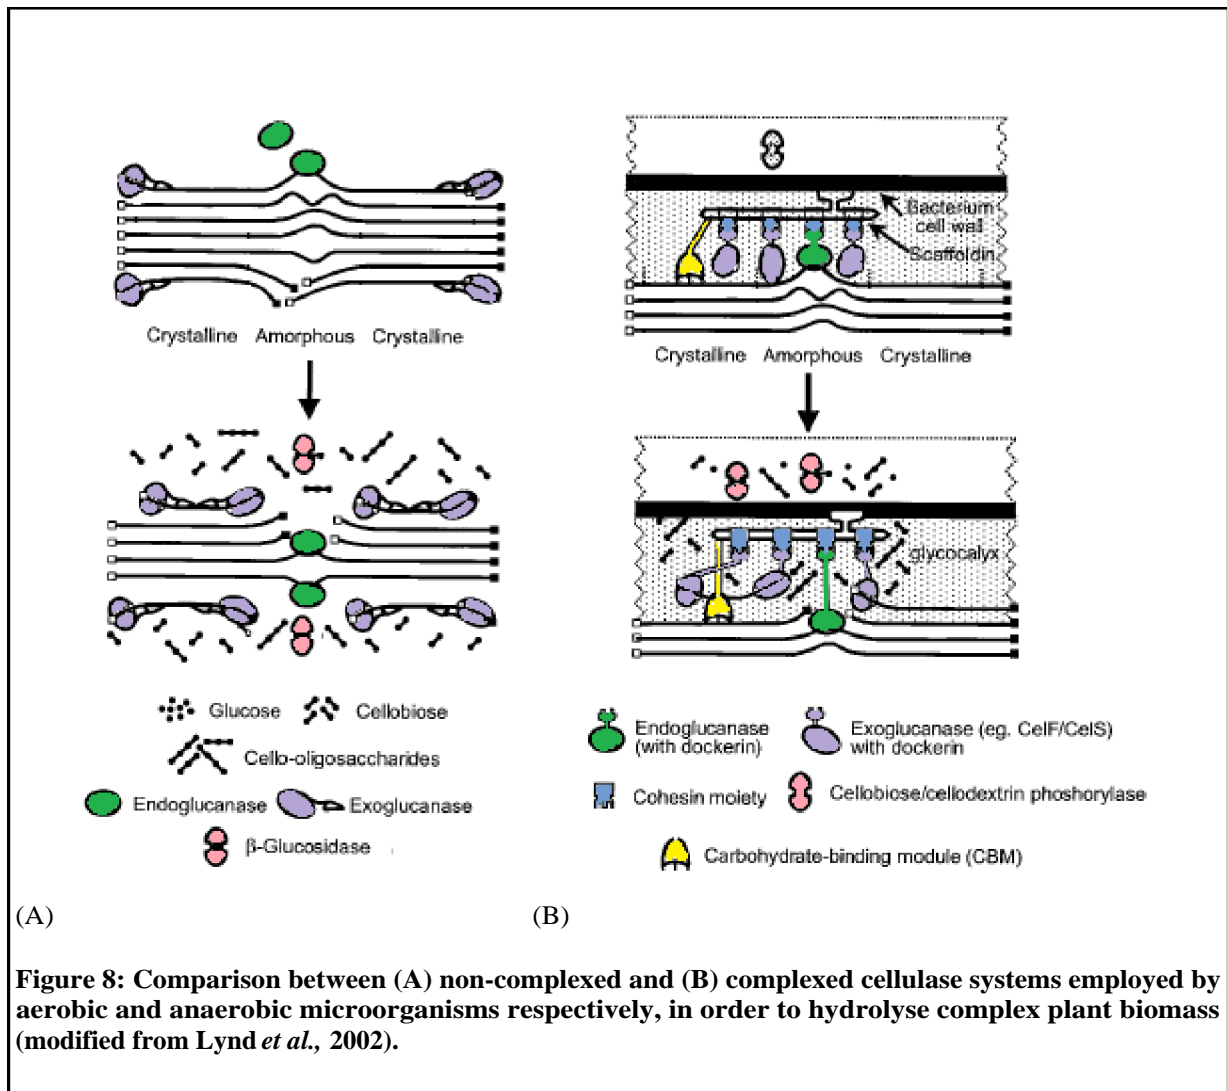 Bacterium
cell wall
Scaffoldin
Crystalline Amorphous Crystalline
Crystalline Amorphous Crystalline
glycocalyx
Glucose Cellobiose
Cello-oligosaccharides
Endoglucanase Exoglucanase
β-Glucosidase
Endoglucanase
(with dockerin)
Exoglucanase (eg. CelF/CelS)
with dockerin
Cohesin moiety
Cellobiose/cellodextrin phoshorylase
Carbohydrate-binding module (CBM)
(A) (B)
Figure 8: Comparison between (A) non-complexed and (B) complexed cellulase systems employed by
aerobic and anaerobic microorganisms respectively, in order to hydrolyse complex plant biomass
(modified from Lynd et al., 2002).